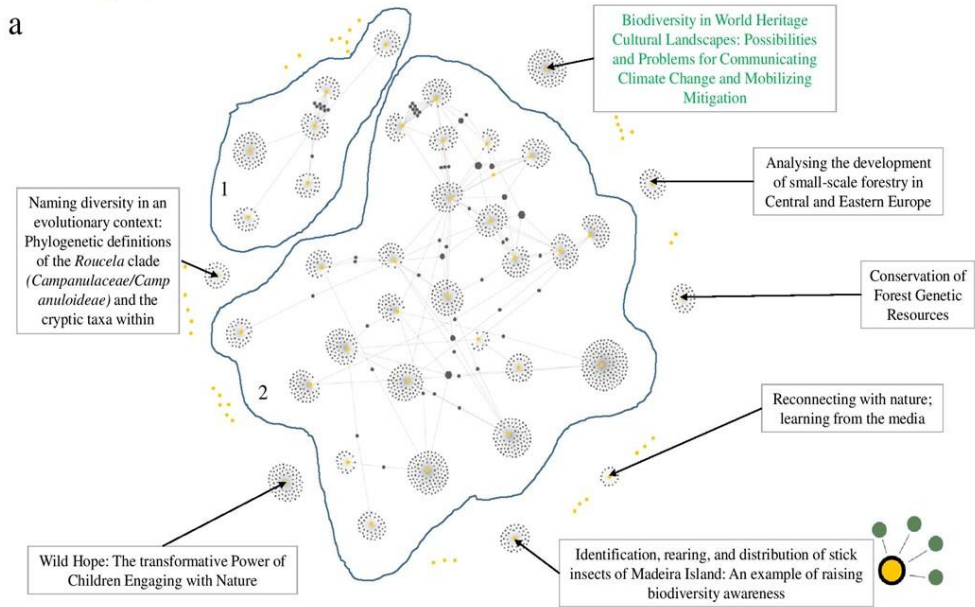 a
Biodiversity in World Heritage
Cultural Landscapes: Possibilities
and Problems for Communicating
Climate Change and Mobilizing
Mitigation
1
Analysing the development
of small-scale forestry in
Central and Eastern Europe
Naming diversity in an
evolutionary context:
Phylogenetic definitions
of the Roucela clade
(Campanulaceae/Camp
anuloideae) and the
cryptic taxa within
Conservation of
Forest Genetic
Resources
2
Reconnecting with nature;
learning from the media
Wild Hope: The transformative Power of
Children Engaging with Nature
Identification, rearing, and distribution of stick
insects of Madeira Island: An example of raising
biodiversity awareness